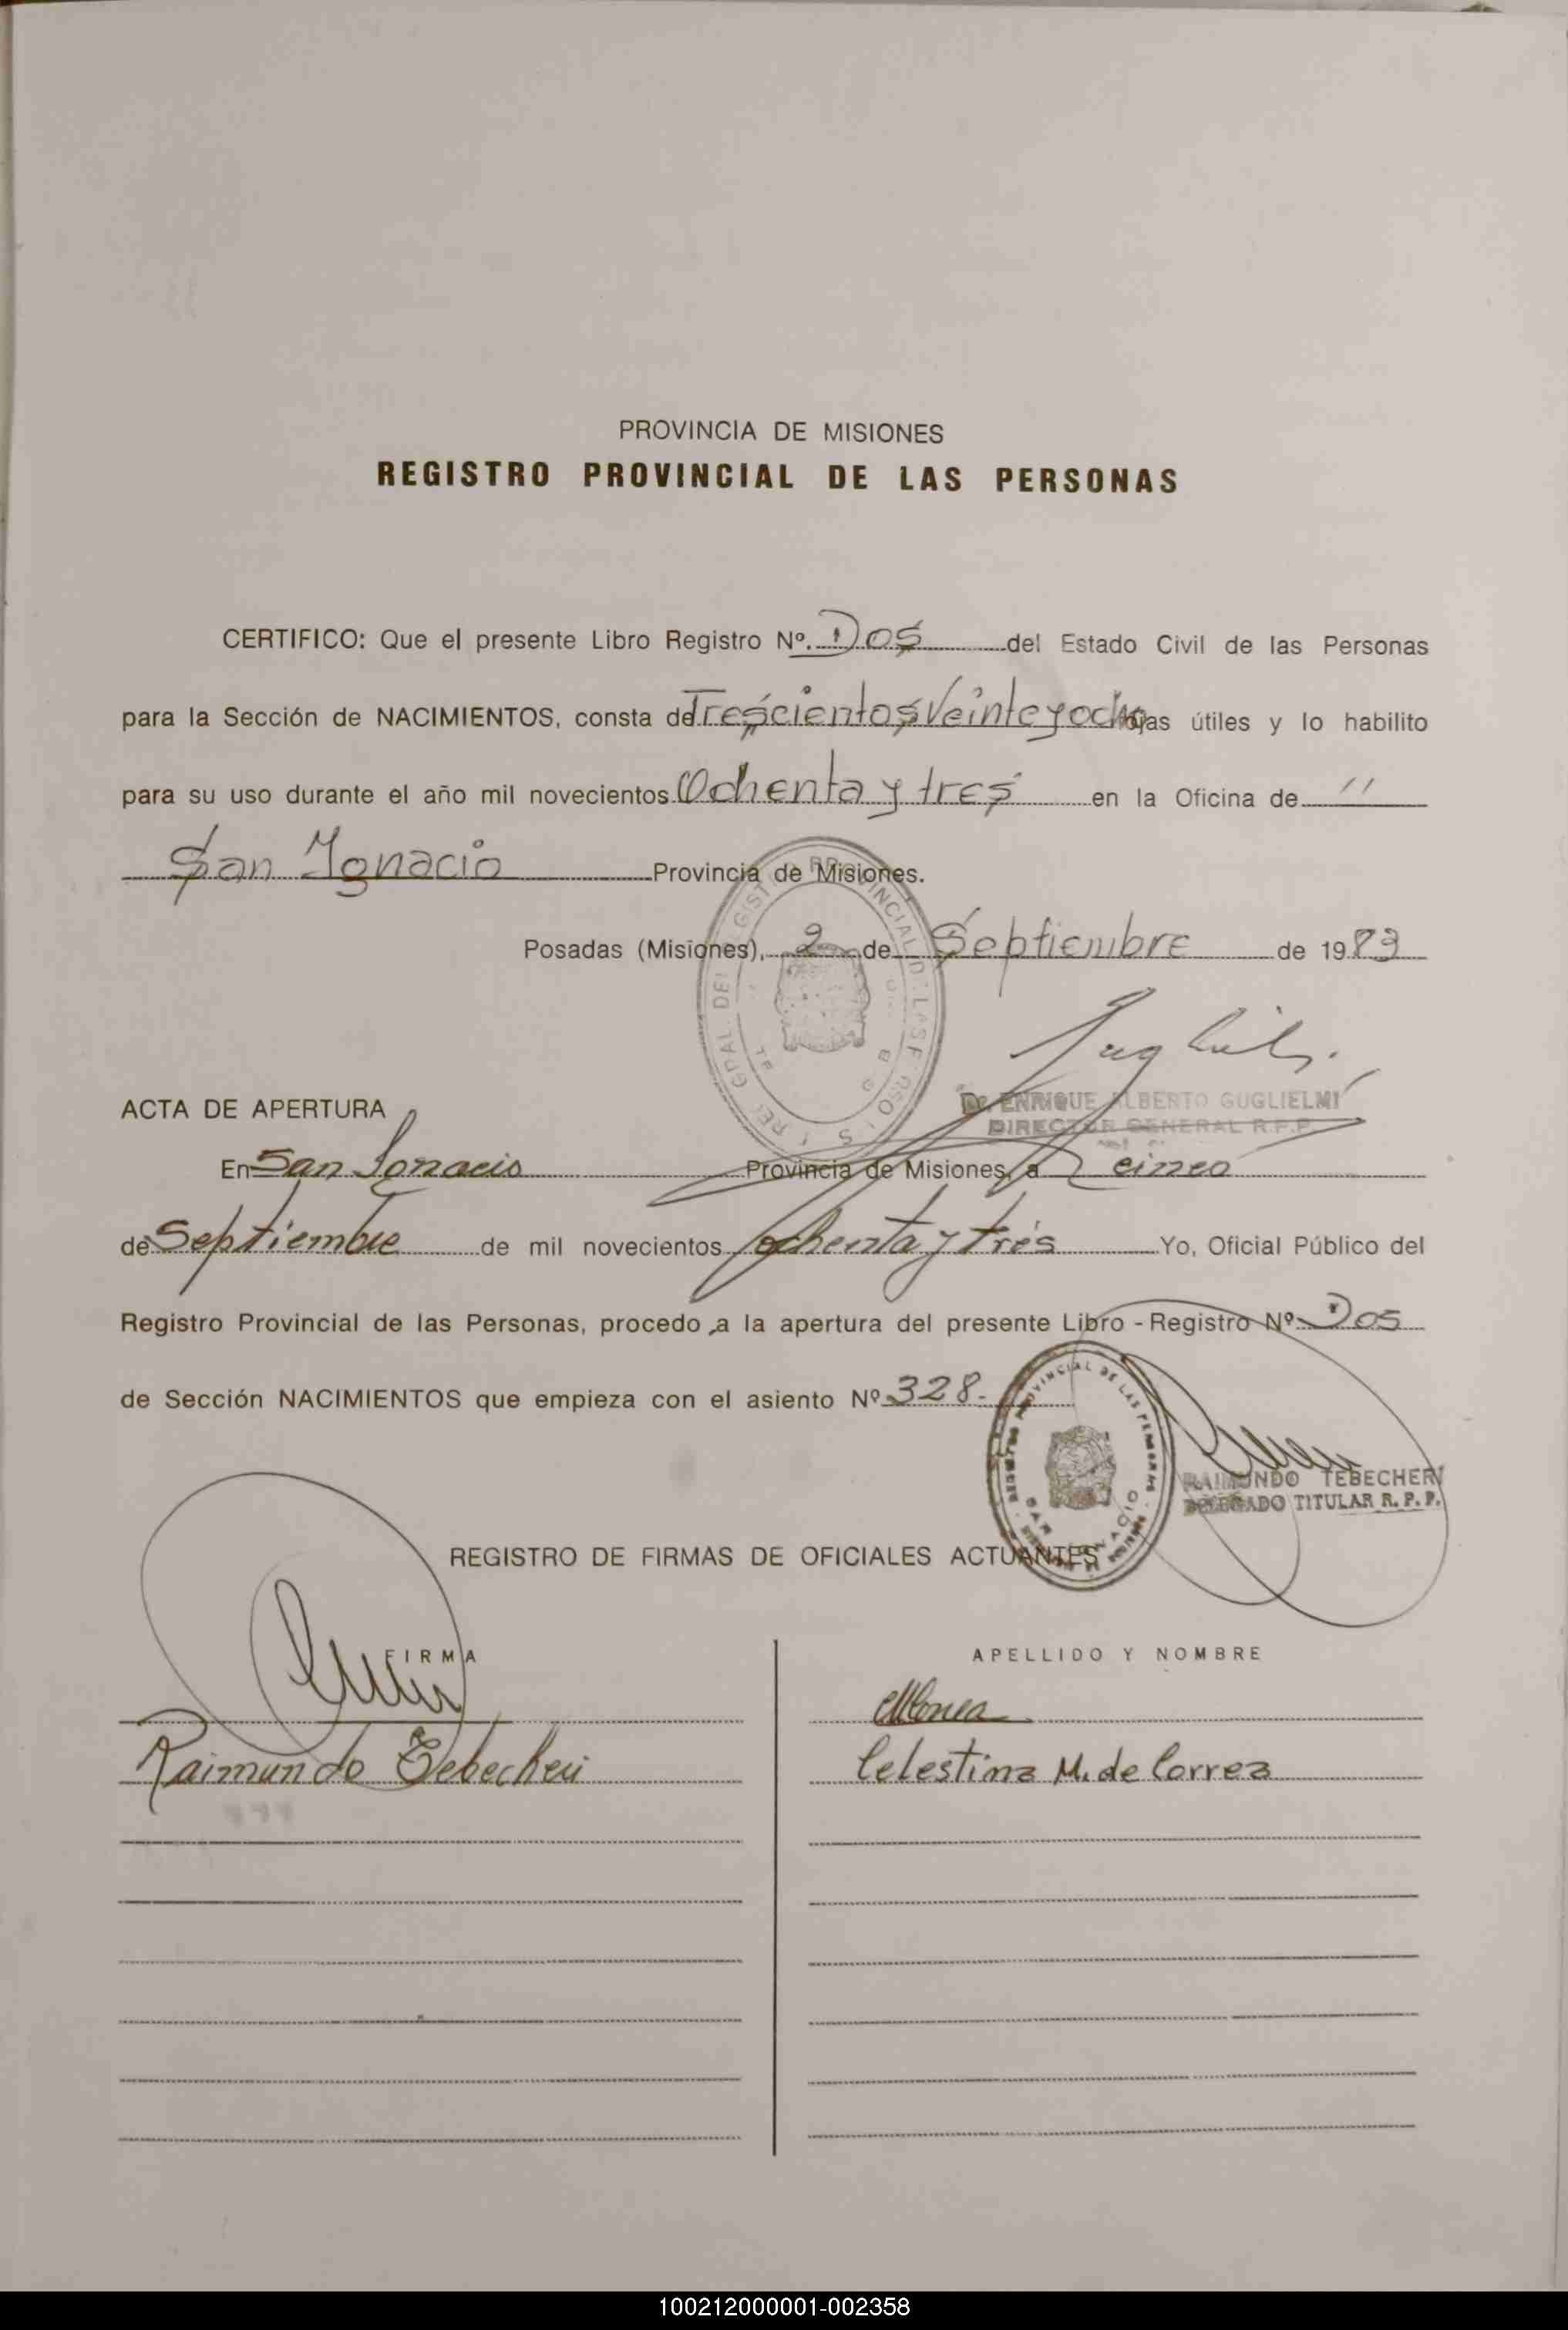 PROVINCIA DE MISIONES
REGISTRO PROVINCIAL DE LAS PERSONAS
CERTIFICO: Que el presente Libro Registro Nº. Dos del Estado Civil de las Personas
para la Sección de NACIMIENTOS, consta de Trescientos Veinte y ocho hojas útiles y lo habilito
para su uso durante el año mil novecientos Ochenta y tres en la Oficina de "
San Ignacio Provincia de Misiones.
Posadas (Misiones), 2 de Septiembre de 1983
Dr. ENRIQUE ALBERTO GUGLIELMI
DIRECTOR GENERAL R.P.P.
ACTA DE APERTURA
En San Ignacio Provincia de Misiones, a cinco
de Septiembre de mil novecientos ochenta y trés Yo, Oficial Público del
Registro Provincial de las Personas, procedo a la apertura del presente Libro - Registro Nº Dos
de Sección NACIMIENTOS que empieza con el asiento Nº 328.-
RAIMUNDO TEBECHERI
DELEGADO TITULAR R. P. P.
REGISTRO DE FIRMAS DE OFICIALES ACTUANTES
FIRMA APELLIDO Y NOMBRE
Raimundo Tebecheri Celestina M. de Correa
100212000001-002358